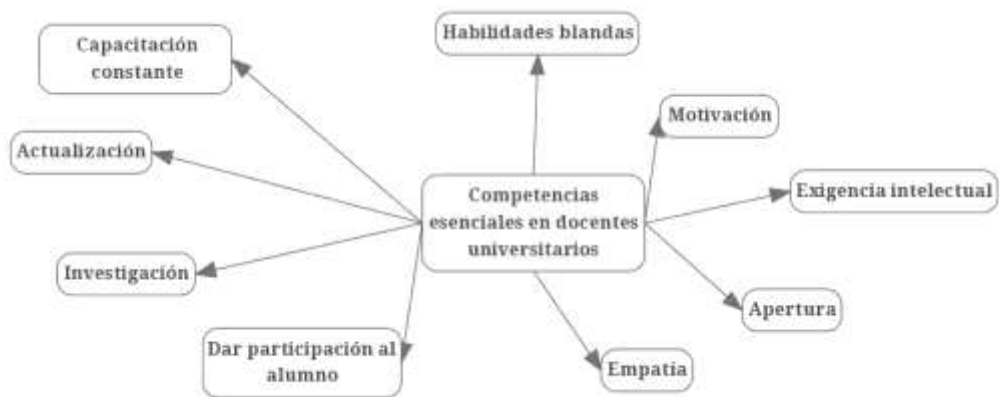 Habilidades blandas
Capacitación
constante
Motivación
Actualización
Exigencia intelectual
Competencias
esenciales en docentes
universitarios
Investigación
Apertura
Dar participación al
alumno
Empatía